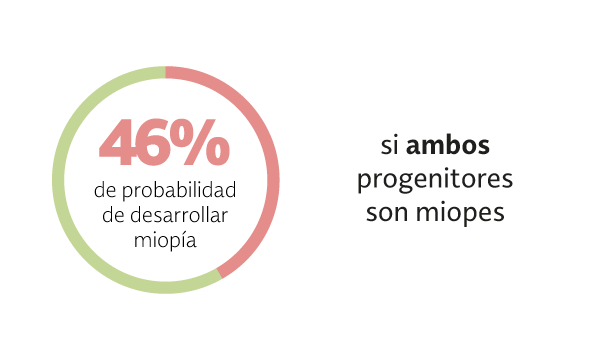 46%
de probabilidad
de desarrollar
miopía
si ambos
progenitores
son miopes